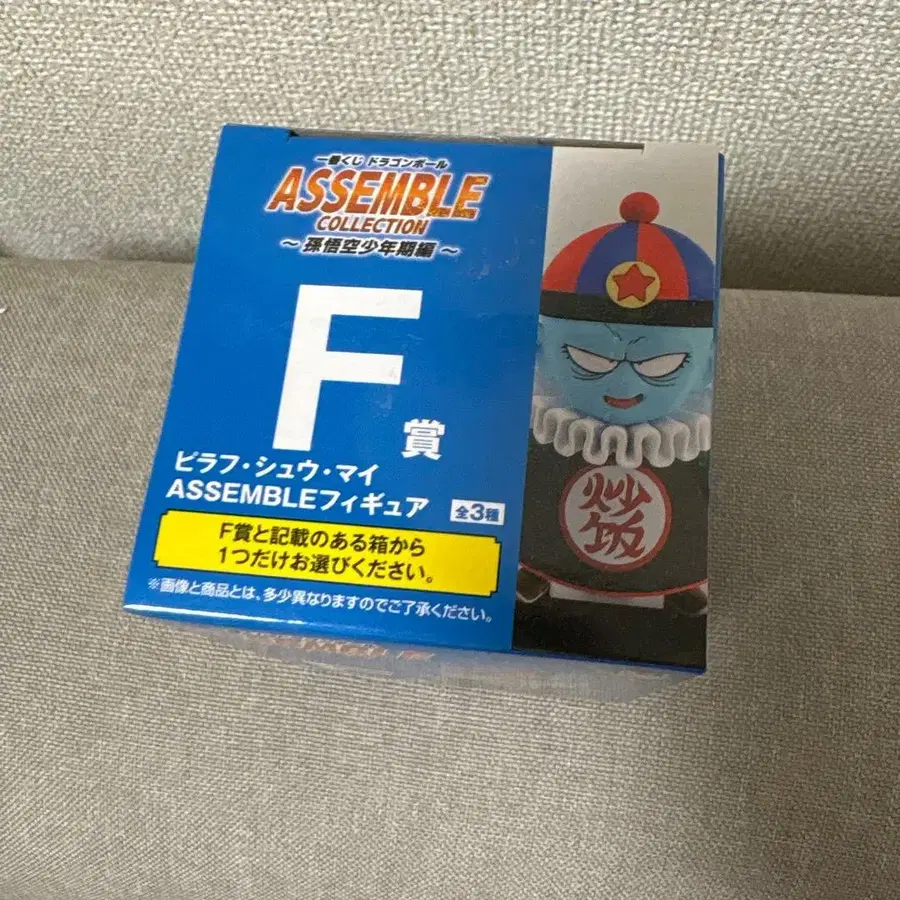 一番くじ ドラゴンボール
ASSEMBLE
COLLECTION
～ 孫悟空少年期編 ～
F賞
ピラフ・シュウ・マイ
ASSEMBLEフィギュア 全3種
F賞と記載のある箱から
1つだけお選びください。
※画像と商品とは、多少異なりますのでご了承ください。
炒飯